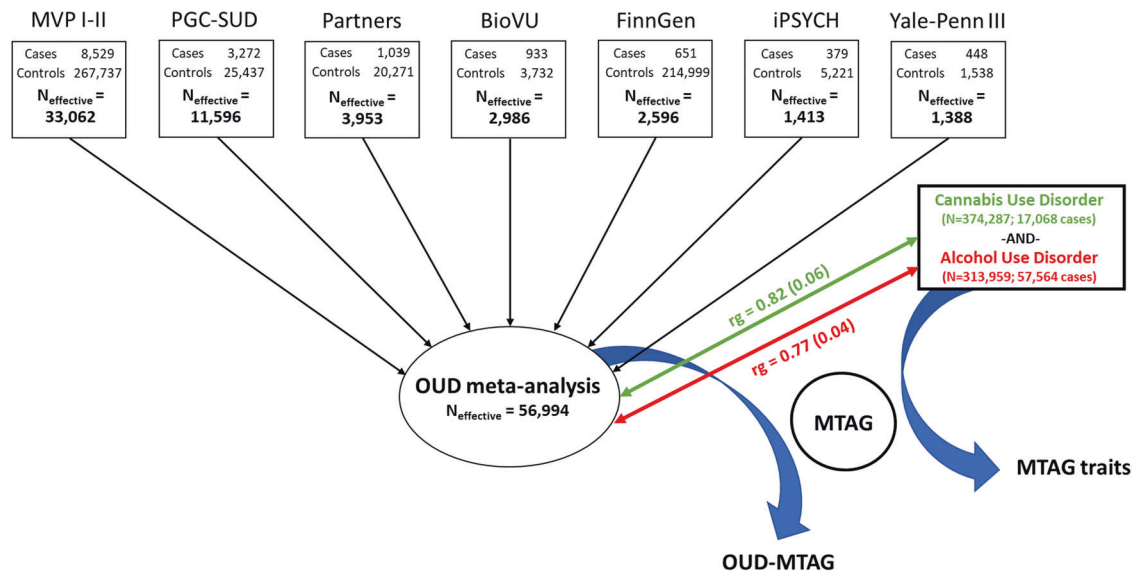 MVP I-II
Cases 8,529
Controls 267,737
Neffective =
33,062
PGC-SUD
Cases 3,272
Controls 25,437
Neffective =
11,596
Partners
Cases 1,039
Controls 20,271
Neffective =
3,953
BioVU
Cases 933
Controls 3,732
Neffective =
2,986
FinnGen
Cases 651
Controls 214,999
Neffective =
2,596
iPSYCH
Cases 379
Controls 5,221
Neffective =
1,413
Yale-Penn III
Cases 448
Controls 1,538
Neffective =
1,388
Cannabis Use Disorder
(N=374,287; 17,068 cases)
-AND-
Alcohol Use Disorder
(N=313,959; 57,564 cases)
rg = 0.82 (0.06)
rg = 0.77 (0.04)
OUD meta-analysis
Neffective = 56,994
MTAG
MTAG traits
OUD-MTAG